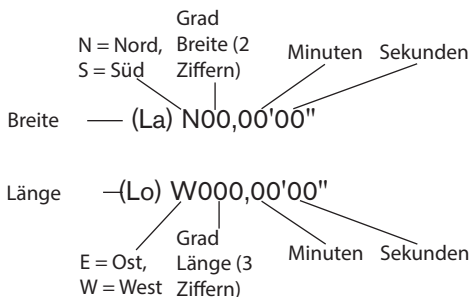 Grad
N = Nord,
Breite (2
Minuten
Sekunden
S = Süd
Ziffern)
Breite
(La) N00,00'00"
Länge
(Lo) W000,00'00"
Grad
E = Ost,
Länge (3
Minuten
Sekunden
W = West
Ziffern)